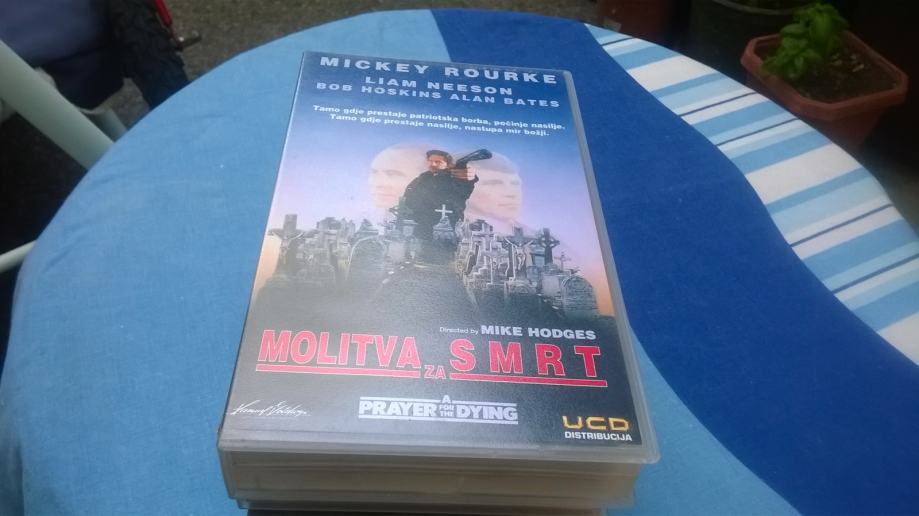 MICKEY ROURKE
LIAM NEESON
BOB HOSKINS ALAN BATES
Tamo gdje prestaje patriotska borba, počinje nasilje.
Tamo gdje prestaje nasilje, nastupa mir božji.
Directed by MIKE HODGES
MOLITVA ZA SMRT
A PRAYER FOR THE DYING
UCD
DISTRIBUCIJA